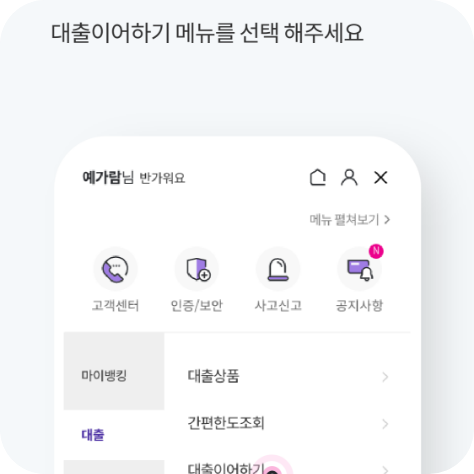 대출이어하기 메뉴를 선택 해주세요
예가람님 반가워요
메뉴 펼쳐보기
N
고객센터 인증/보안 사고신고 공지사항
마이뱅킹 대출상품
간편한도조회
대출
대출이어하기